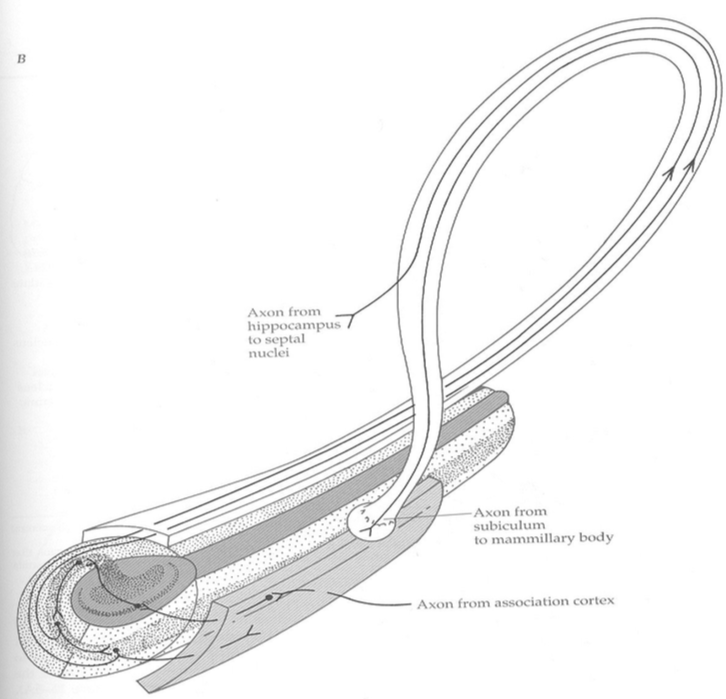 B
Axon from
hippocampus
to septal
nuclei
Axon from
subiculum
to mammillary body
Axon from association cortex